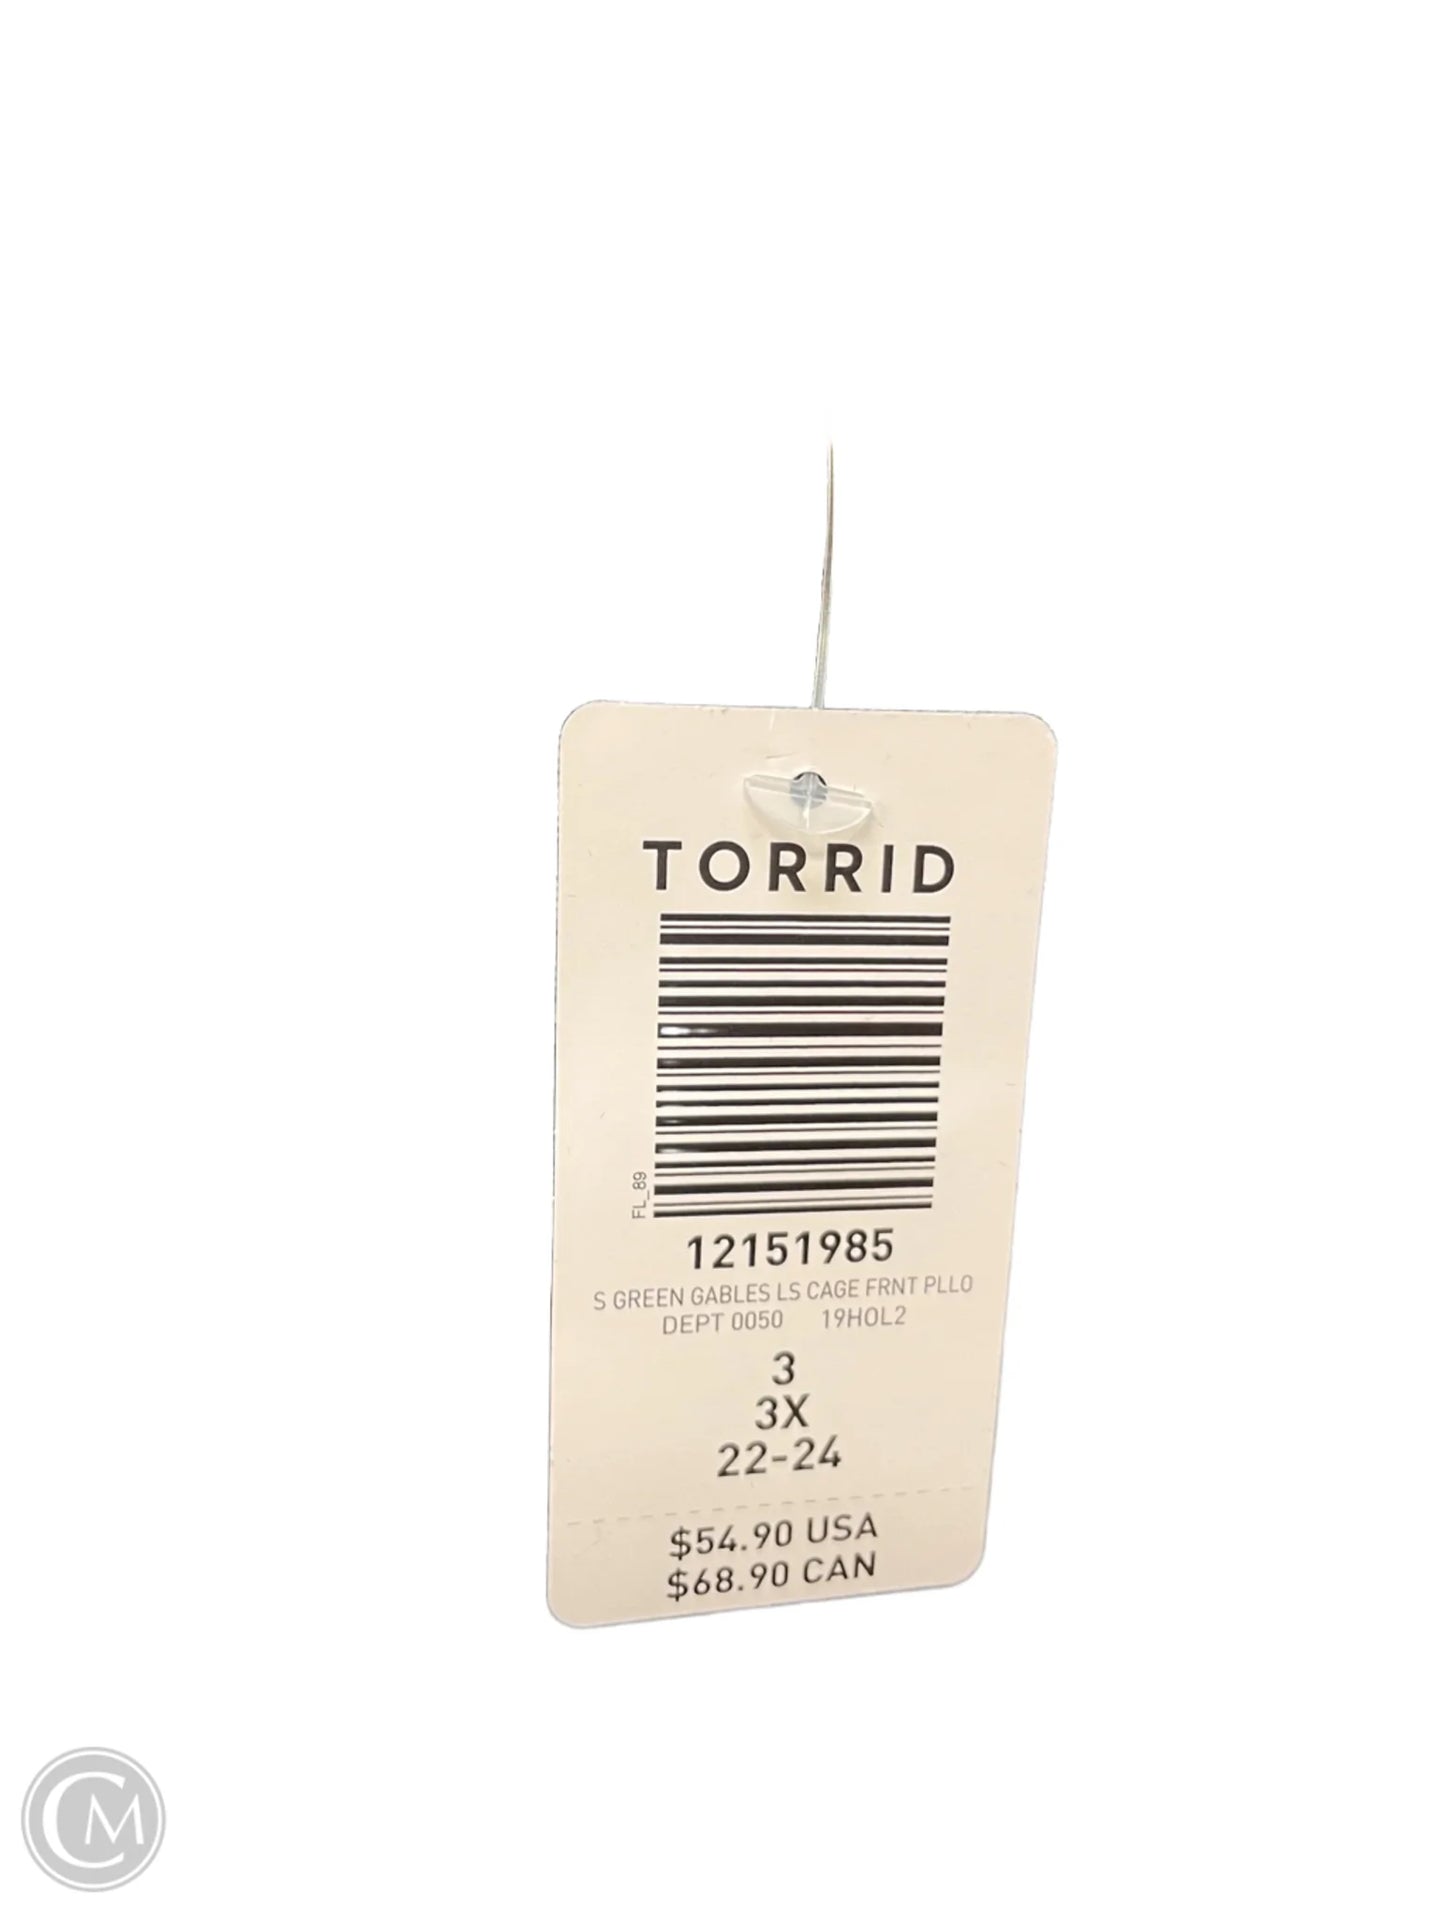 TORRID
FL_89
12151985
S GREEN GABLES LS CAGE FRNT PLLO
DEPT 0050 19HOL2
3
3X
22-24
$54.90 USA
$68.90 CAN
CM